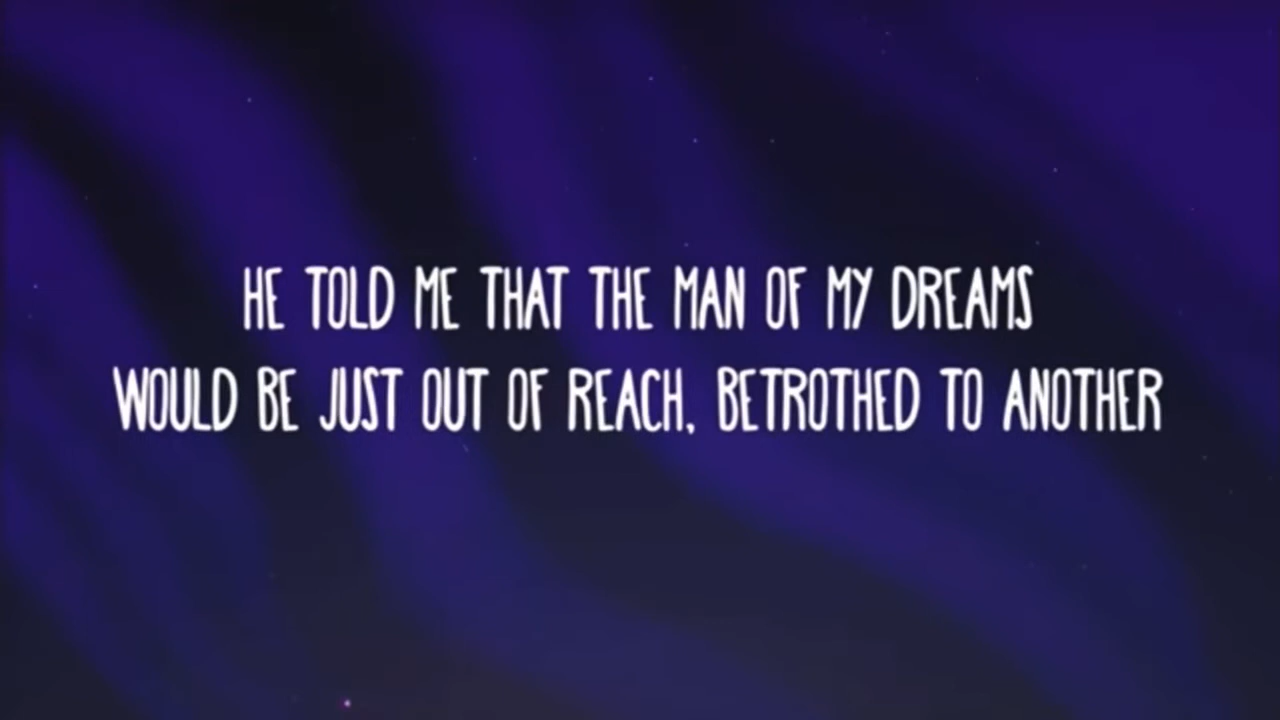 HE TOLD ME THAT THE MAN OF MY DREAMS
WOULD BE JUST OUT OF REACH, BETROTHED TO ANOTHER